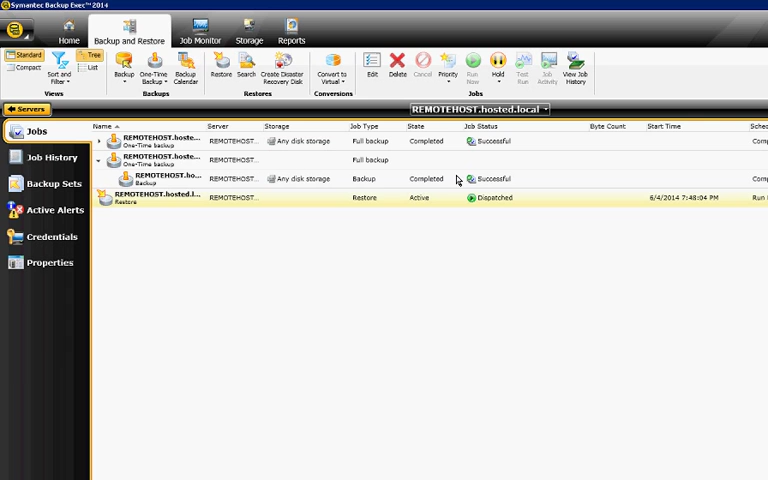 Symantec Backup Exec™ 2014
Home
Backup and Restore
Job Monitor
Storage
Reports
Standard
Compact
Sort and Filter
Tree
List
Views
Backup
One-Time Backup
Backup Calendar
Backups
Restore
Search
Create Disaster Recovery Disk
Restores
Convert to Virtual
Conversions
Edit
Delete
Cancel
Priority
Run Now
Hold
Test Run
Job Activity
View Job History
Jobs
Servers
REMOTEHOST.hosted.local
Jobs
Job History
Backup Sets
Active Alerts
Credentials
Properties
Name Server Storage Job Type State Job Status Byte Count Start Time Sched
REMOTEHOST.hoste... REMOTEHOST... Any disk storage Full backup Completed Successful Comp
One-Time backup
REMOTEHOST.hoste... REMOTEHOST... Full backup
One-Time backup
REMOTEHOST.ho... REMOTEHOST... Any disk storage Backup Completed Successful Comp
Backup
REMOTEHOST.hosted.l... REMOTEHOST... Restore Active Dispatched 6/4/2014 7:48:04 PM Run
Restore